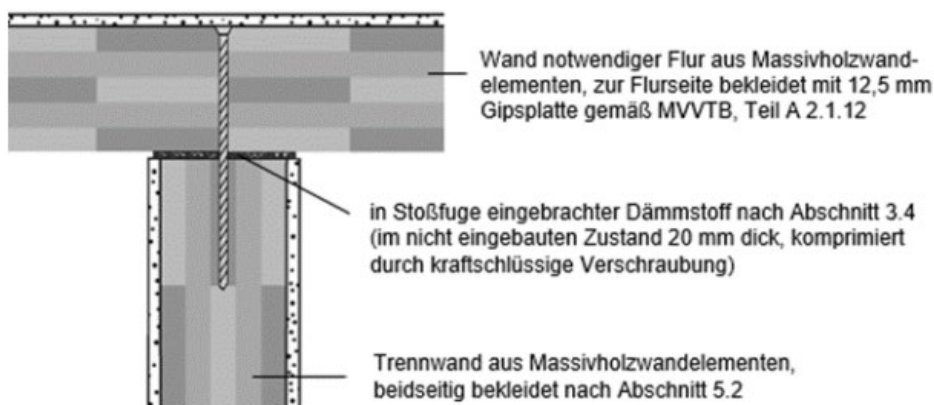 Wand notwendiger Flur aus Massivholzwand-
elementen, zur Flurseite bekleidet mit 12,5 mm
Gipsplatte gemäß MVVTB, Teil A 2.1.12
in Stoßfuge eingebrachter Dämmstoff nach Abschnitt 3.4
(im nicht eingebauten Zustand 20 mm dick, komprimiert
durch kraftschlüssige Verschraubung)
Trennwand aus Massivholzwandelementen,
beidseitig bekleidet nach Abschnitt 5.2